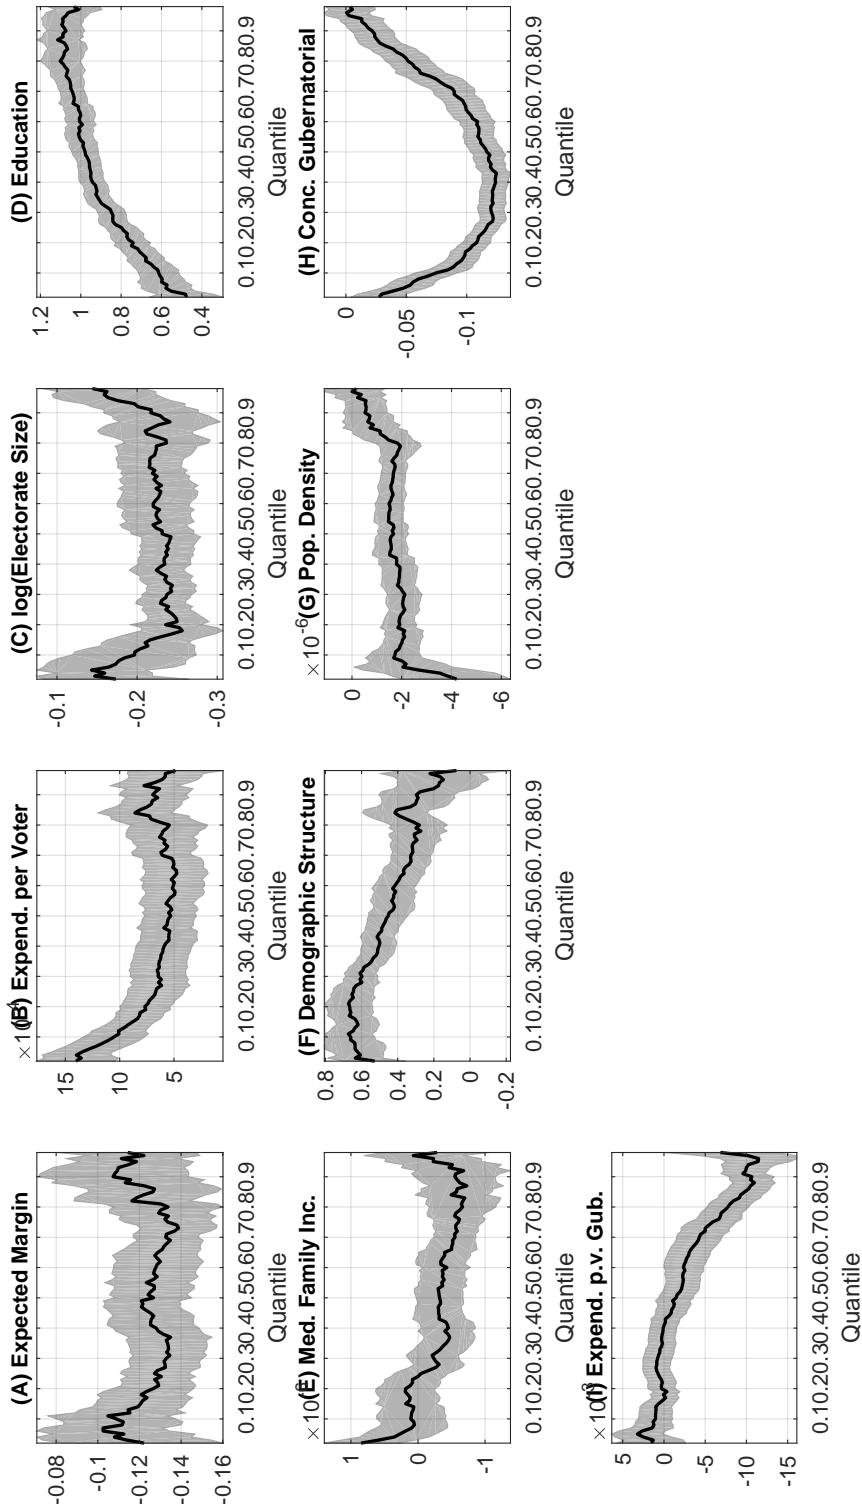 (A) Expected Margin
-0.08
-0.1
-0.12
-0.14
-0.16
0.10.20.30.40.50.60.70.80.9
Quantile
×10
(B) Expend. per Voter
15
10
5
0.10.20.30.40.50.60.70.80.9
Quantile
(C) log(Electorate Size)
-0.1
-0.2
-0.3
0.10.20.30.40.50.60.70.80.9
Quantile
(D) Education
1.2
1
0.8
0.6
0.4
0.10.20.30.40.50.60.70.80.9
Quantile
×10
(E) Med. Family Inc.
1
0
-1
0.10.20.30.40.50.60.70.80.9
Quantile
(F) Demographic Structure
0.8
0.6
0.4
0.2
0
-0.2
0.10.20.30.40.50.60.70.80.9
Quantile
×10⁻⁶(G) Pop. Density
0
-2
-4
-6
0.10.20.30.40.50.60.70.80.9
Quantile
(H) Conc. Gubernatorial
0
-0.05
-0.1
0.10.20.30.40.50.60.70.80.9
Quantile
×10
(I) Expend. p.v. Gub.
5
0
-5
-10
-15
0.10.20.30.40.50.60.70.80.9
Quantile